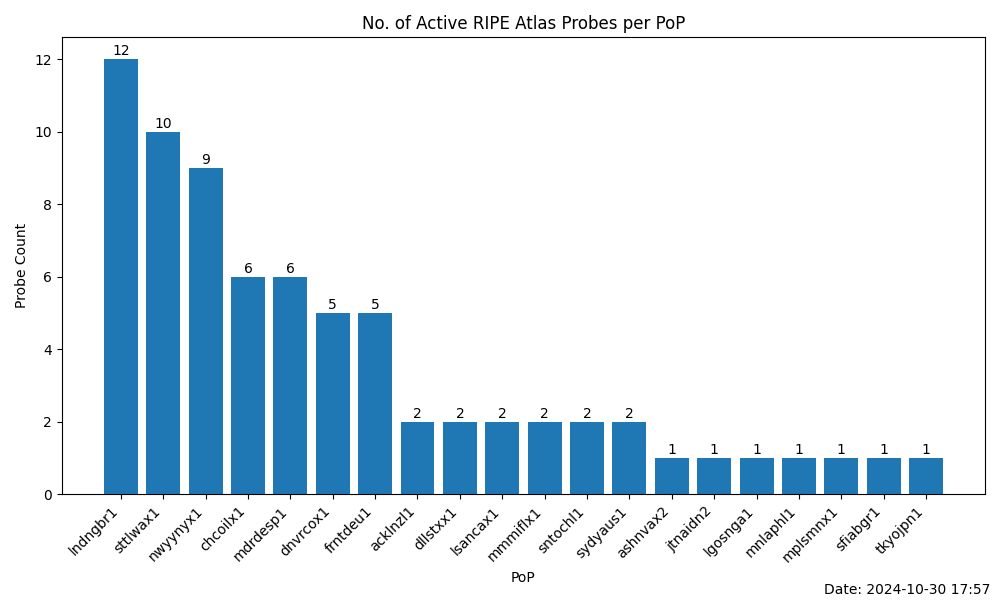 No. of Active RIPE Atlas Probes per PoP
12
10
9
6
6
5
5
2
2
2
2
2
2
1
1
1
1
1
1
1
12
10
8
6
4
2
0
Probe Count
lndngbr1
sttlwax1
nwyynyx1
chcoilx1
mdrdesp1
dnvrcox1
frntdeu1
acklnzl1
dllstxx1
lsancax1
mmmiflx1
sntochl1
sydyaus1
ashnvax2
jtnaidn2
lgosnga1
mnlaphl1
mplsmnx1
sfiabgr1
tkyojpn1
PoP
Date: 2024-10-30 17:57